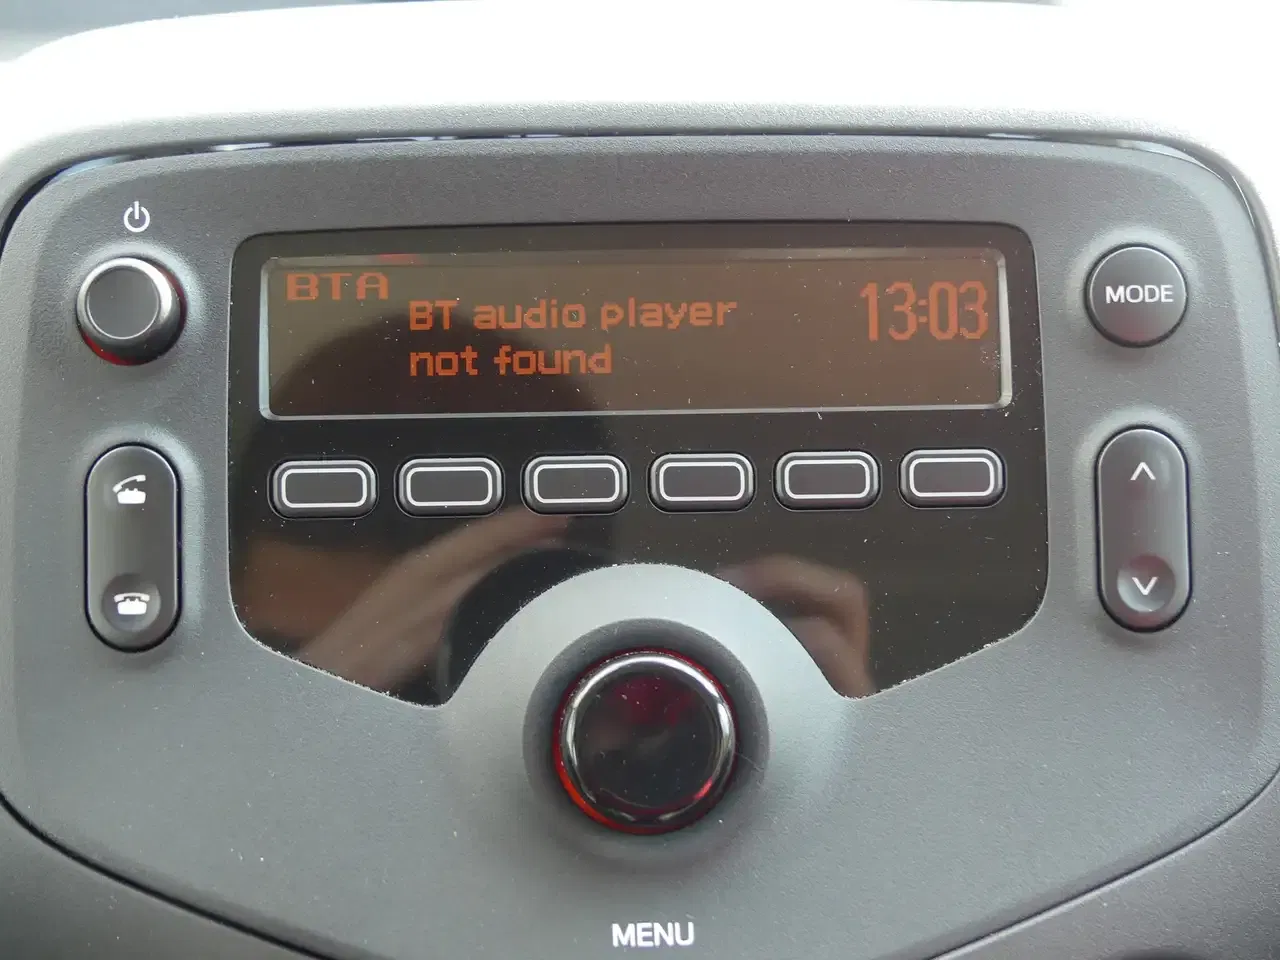 BTA
BT audio player
not found
13:03
MODE
MENU